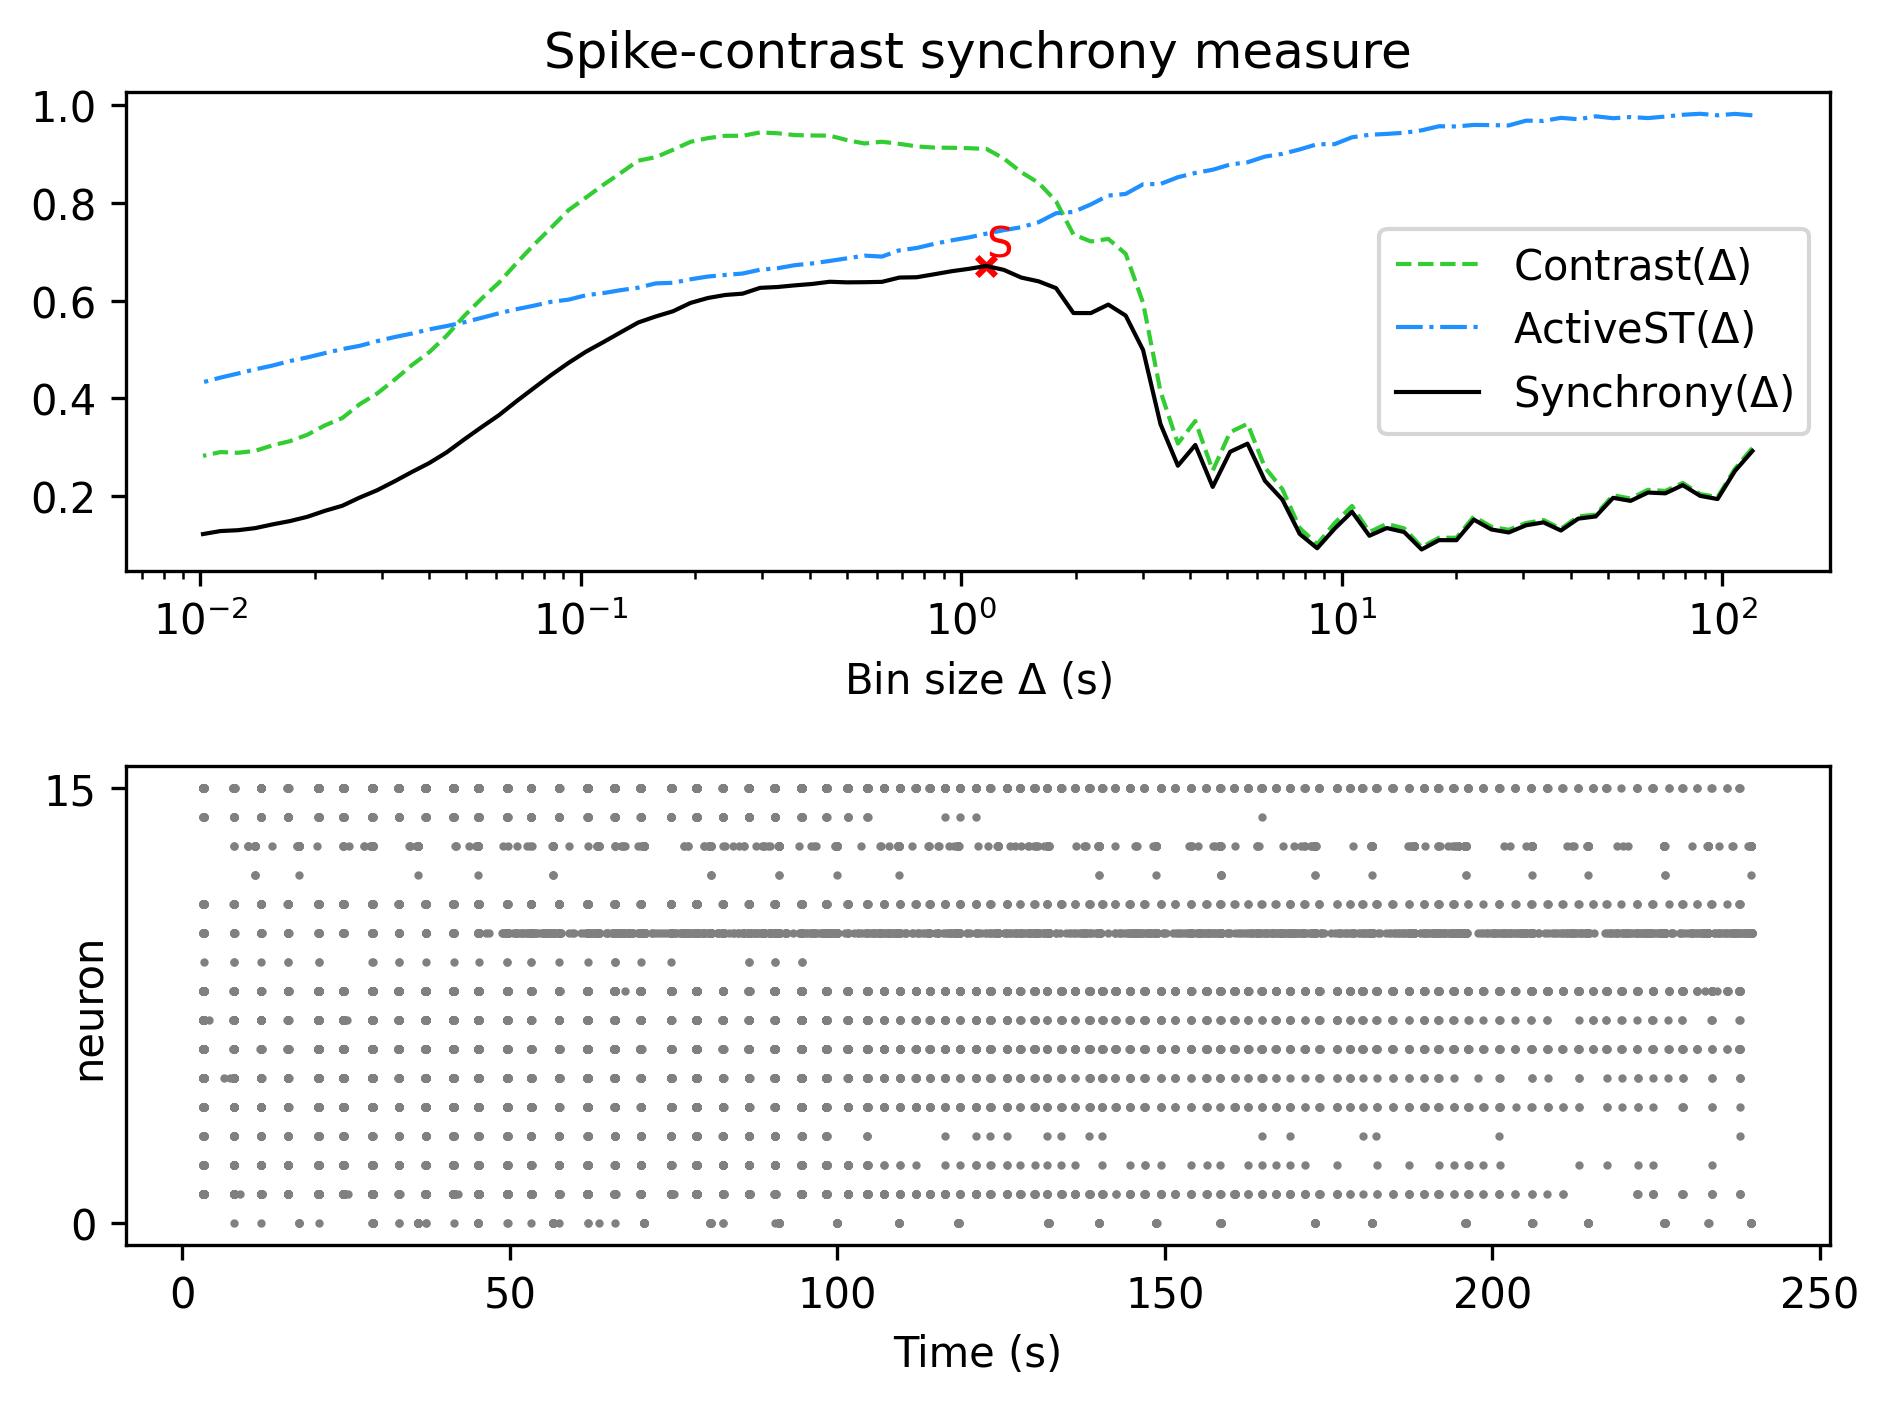 Spike-contrast synchrony measure
1.0
0.8
0.6
0.4
0.2
S
Contrast(Δ)
ActiveST(Δ)
Synchrony(Δ)
10⁻² 10⁻¹ 10⁰ 10¹ 10²
Bin size Δ (s)
15
neuron
0
0 50 100 150 200 250
Time (s)